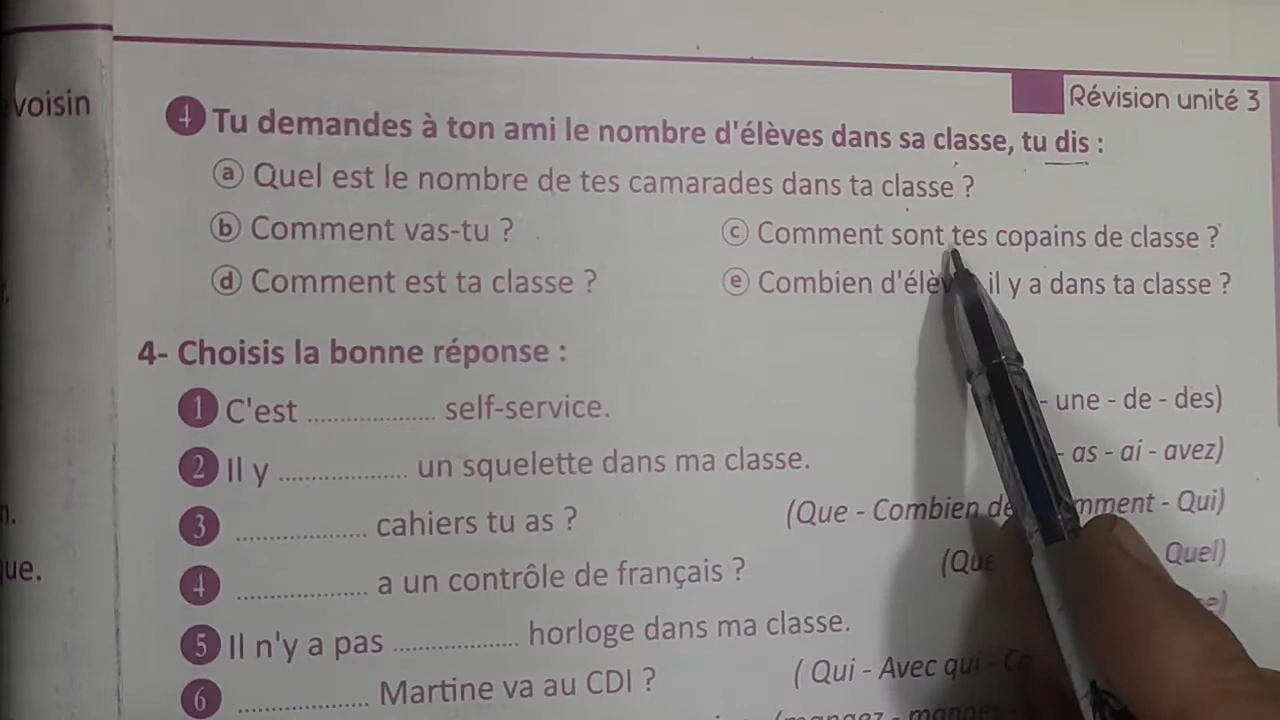 voisin
Révision unité 3
4 Tu demandes à ton ami le nombre d'élèves dans sa classe, tu dis :
a Quel est le nombre de tes camarades dans ta classe ?
b Comment vas-tu ?
c Comment sont tes copains de classe ?
d Comment est ta classe ?
e Combien d'élè il y a dans ta classe ?
4- Choisis la bonne réponse :
1 C'est .................. self-service.
- une - de - des)
2 Il y .................. un squelette dans ma classe.
- as - ai - avez)
3 .................. cahiers tu as ?
(Que - Combien de mment - Qui)
4 .................. a un contrôle de français ?
(Que Quel)
5 Il n'y a pas .................. horloge dans ma classe.
6 .................. Martine va au CDI ?
( Qui - Avec qui -